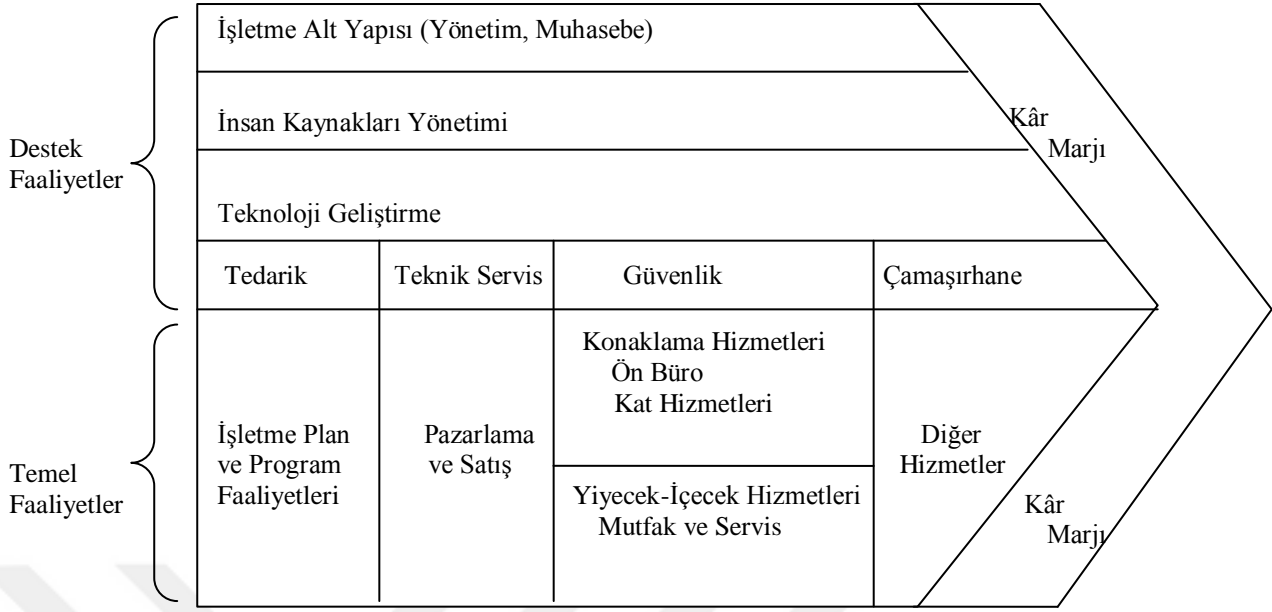 İşletme Alt Yapısı (Yönetim, Muhasebe)
İnsan Kaynakları Yönetimi
Kâr
Marjı
Destek
Faaliyetler
Teknoloji Geliştirme
Tedarik
Teknik Servis
Güvenlik
Çamaşırhane
Temel
Faaliyetler
İşletme Plan
ve Program
Faaliyetleri
Pazarlama
ve Satış
Konaklama Hizmetleri
Ön Büro
Kat Hizmetleri
Yiyecek-İçecek Hizmetleri
Mutfak ve Servis
Diğer
Hizmetler
Kâr
Marjı